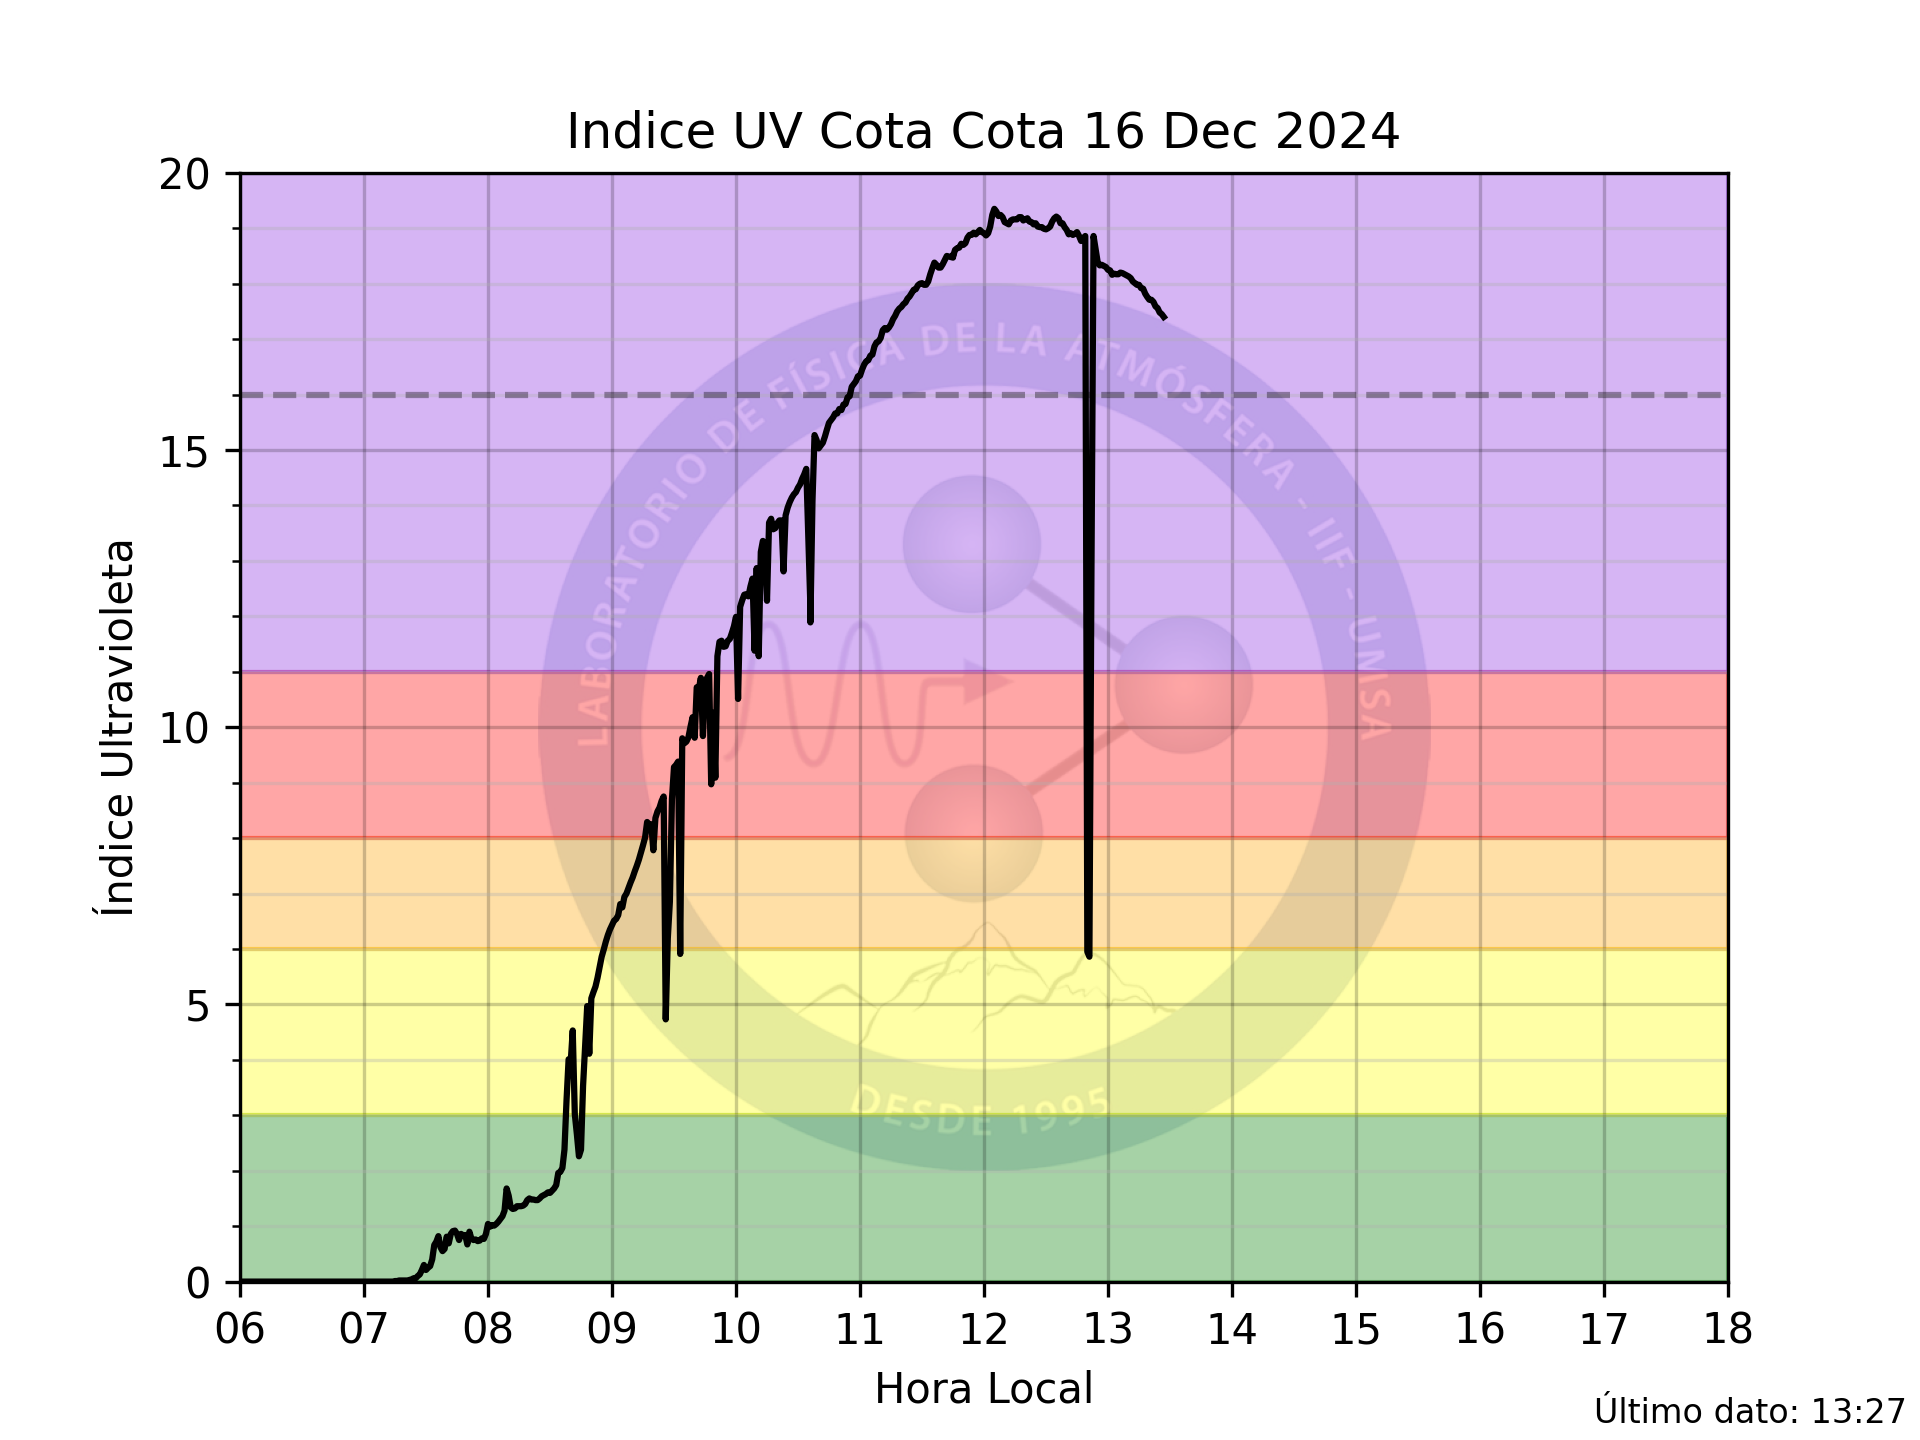 Indice UV Cota Cota 16 Dec 2024
20
15
10
5
0
Índice Ultravioleta
LABORATORIO DE FÍSICA DE LA ATMÓSFERA - IIF - UMSA
DESDE 1995
06 07 08 09 10 11 12 13 14 15 16 17 18
Hora Local
Último dato: 13:27